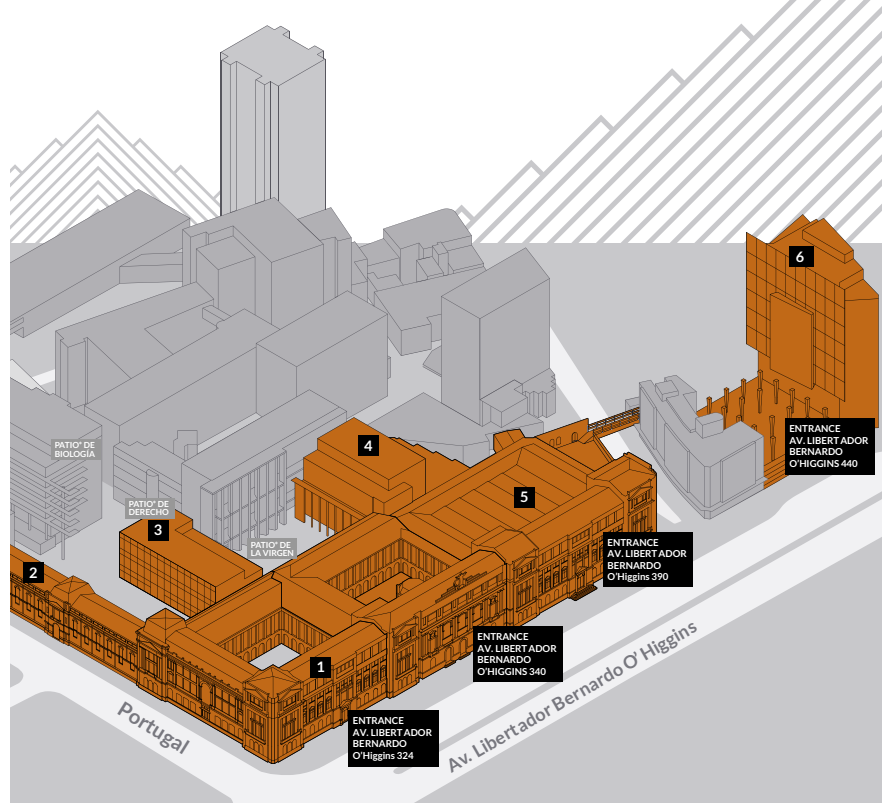 6
ENTRANCE
AV. LIBERTADOR
BERNARDO
O'HIGGINS 440
PATIO* DE
BIOLOGÍA
4
5
PATIO* DE
DERECHO
3
PATIO* DE
LA VIRGEN
2
ENTRANCE
AV. LIBERTADOR
BERNARDO
O'Higgins 390
ENTRANCE
AV. LIBERTADOR
BERNARDO
O'HIGGINS 340
1
ENTRANCE
AV. LIBERTADOR
BERNARDO
O'Higgins 324
Portugal
Av. Libertador Bernardo O' Higgins